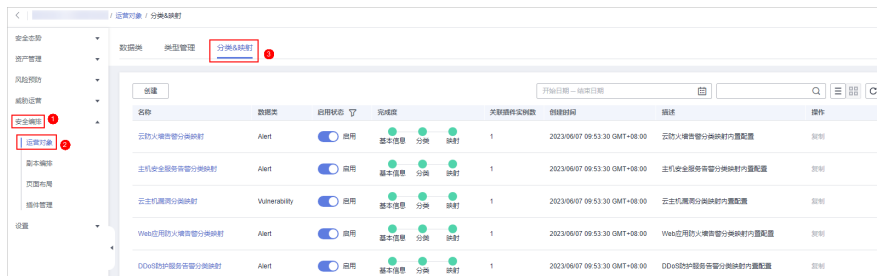 / 运营对象 / 分类&映射
安全态势
资产管理
风险预防
威胁运营
安全编排 1
运营对象 2
剧本编排
页面布局
插件管理
设置
数据类 类型管理 分类&映射 3
创建 开始日期 – 结束日期
名称 数据类 启用状态 完成度 关联插件实例数 创建时间 描述 操作
云防火墙告警分类映射 Alert 启用 基本信息 分类 映射 1 2023/06/07 09:53:30 GMT+08:00 云防火墙告警分类映射内置配置 复制
主机安全服务告警分类映射 Alert 启用 基本信息 分类 映射 1 2023/06/07 09:53:30 GMT+08:00 主机安全服务告警分类映射内置配置 复制
云主机漏洞分类映射 Vulnerability 启用 基本信息 分类 映射 1 2023/06/07 09:53:30 GMT+08:00 云主机漏洞分类映射内置配置 复制
Web应用防火墙告警分类映射 Alert 启用 基本信息 分类 映射 1 2023/06/07 09:53:30 GMT+08:00 Web应用防火墙告警分类映射内置配置 复制
DDoS防护服务告警分类映射 Alert 启用 基本信息 分类 映射 1 2023/06/07 09:53:30 GMT+08:00 DDoS防护服务告警分类映射内置配置 复制